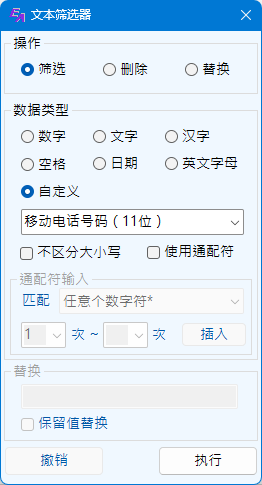 文本筛选器
操作
筛选 删除 替换
数据类型
数字 文字 汉字
空格 日期 英文字母
自定义
移动电话号码（11位）
不区分大小写 使用通配符
通配符输入
匹配 任意个数字符*
1 次 ~ 次 插入
替换
保留值替换
撤销 执行